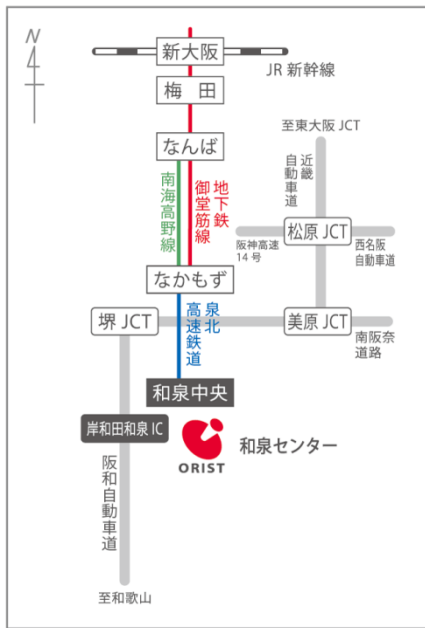 N
新大阪
JR 新幹線
梅田
至東大阪 JCT
なんば
近畿
自動車道
南海高野線
地下鉄
御堂筋線
阪神高速
14 号
松原 JCT
西名阪
自動車道
なかもず
堺 JCT
泉北
高速鉄道
美原 JCT
南阪奈
道路
和泉中央
岸和田和泉 IC
ORIST
和泉センター
阪和自動車道
至和歌山